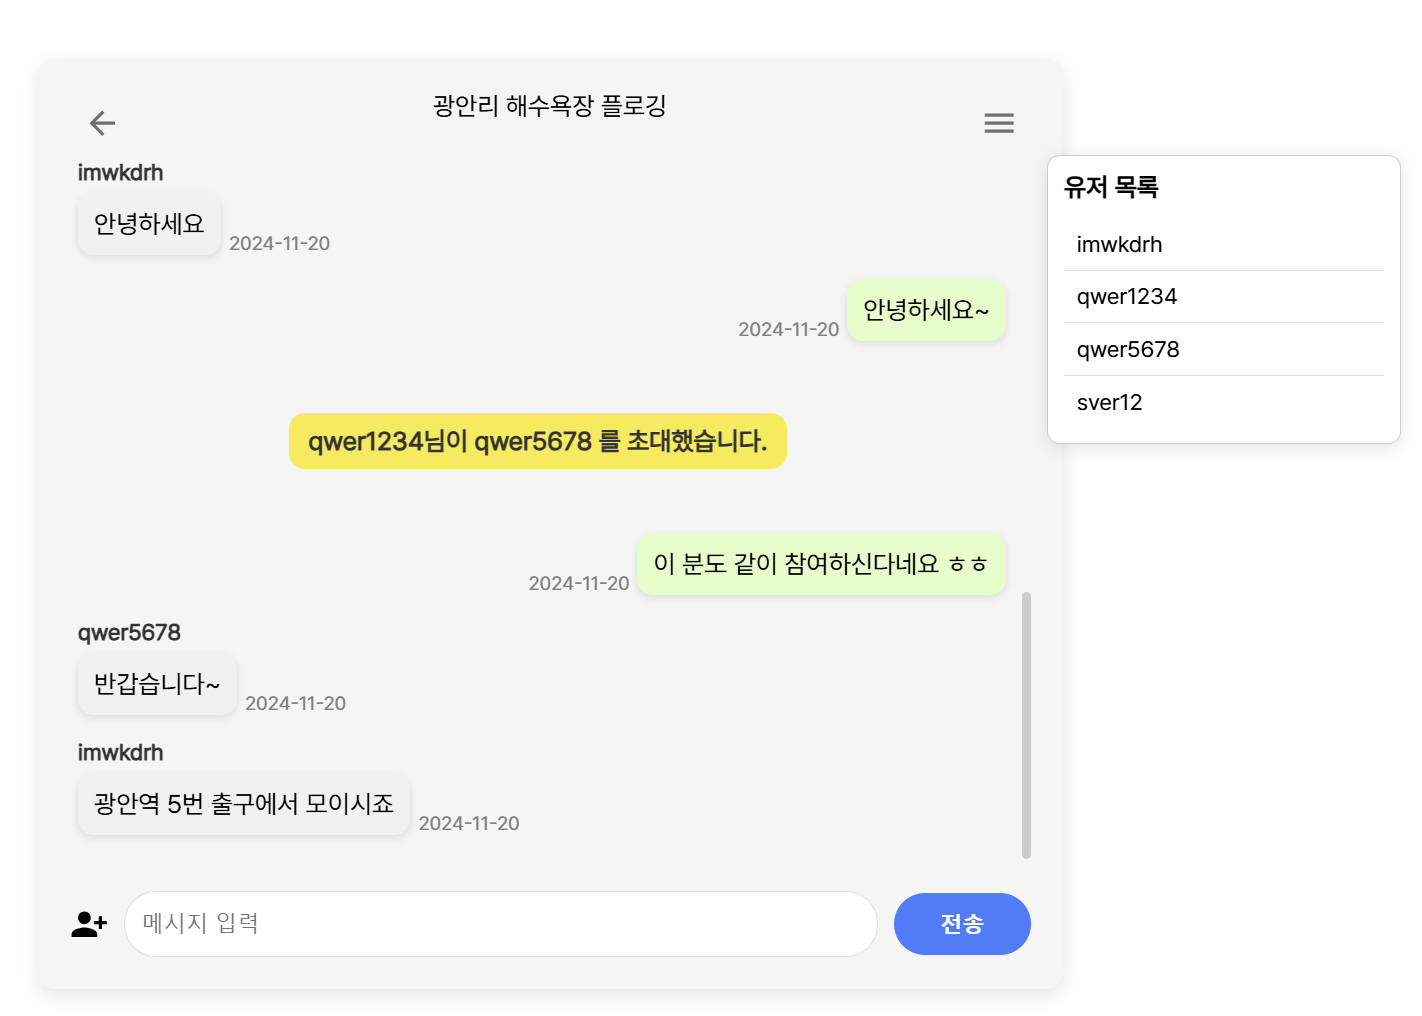 광안리 해수욕장 플로깅
imwkdrh
안녕하세요
2024-11-20
2024-11-20
안녕하세요~
qwer1234님이 qwer5678 를 초대했습니다.
2024-11-20
이 분도 같이 참여하신다네요 ㅎㅎ
qwer5678
반갑습니다~
2024-11-20
imwkdrh
광안역 5번 출구에서 모이시죠
2024-11-20
메시지 입력
전송
유저 목록
imwkdrh
qwer1234
qwer5678
sver12